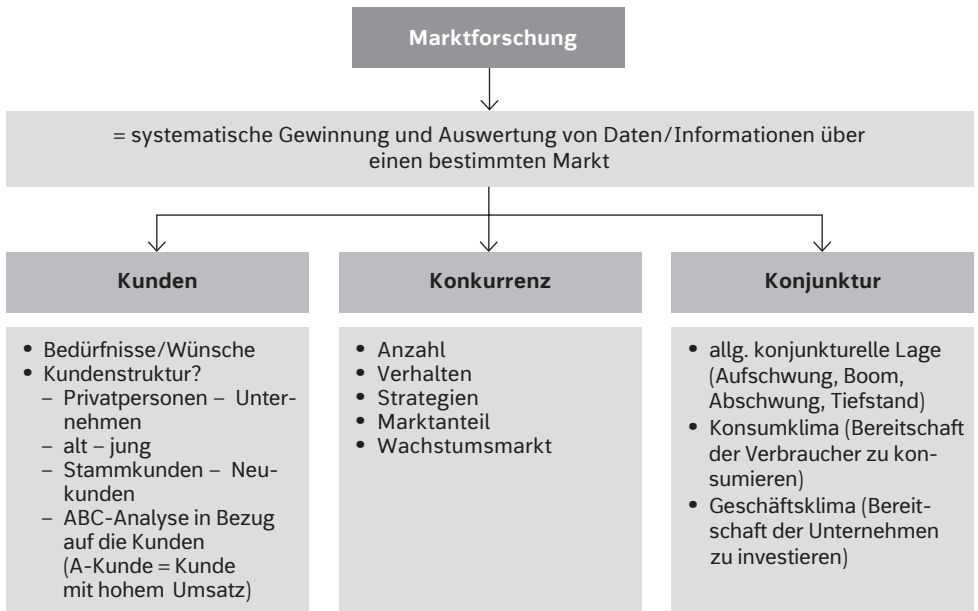 Marktforschung
= systematische Gewinnung und Auswertung von Daten/Informationen über
einen bestimmten Markt
Kunden
• Bedürfnisse/Wünsche
• Kundenstruktur?
– Privatpersonen – Unter-
nehmen
– alt – jung
– Stammkunden – Neu-
kunden
– ABC-Analyse in Bezug
auf die Kunden
(A-Kunde = Kunde
mit hohem Umsatz)
Konkurrenz
• Anzahl
• Verhalten
• Strategien
• Marktanteil
• Wachstumsmarkt
Konjunktur
• allg. konjunkturelle Lage
(Aufschwung, Boom,
Abschwung, Tiefstand)
• Konsumklima (Bereitschaft
der Verbraucher zu kon-
sumieren)
• Geschäftsklima (Bereit-
schaft der Unternehmen
zu investieren)